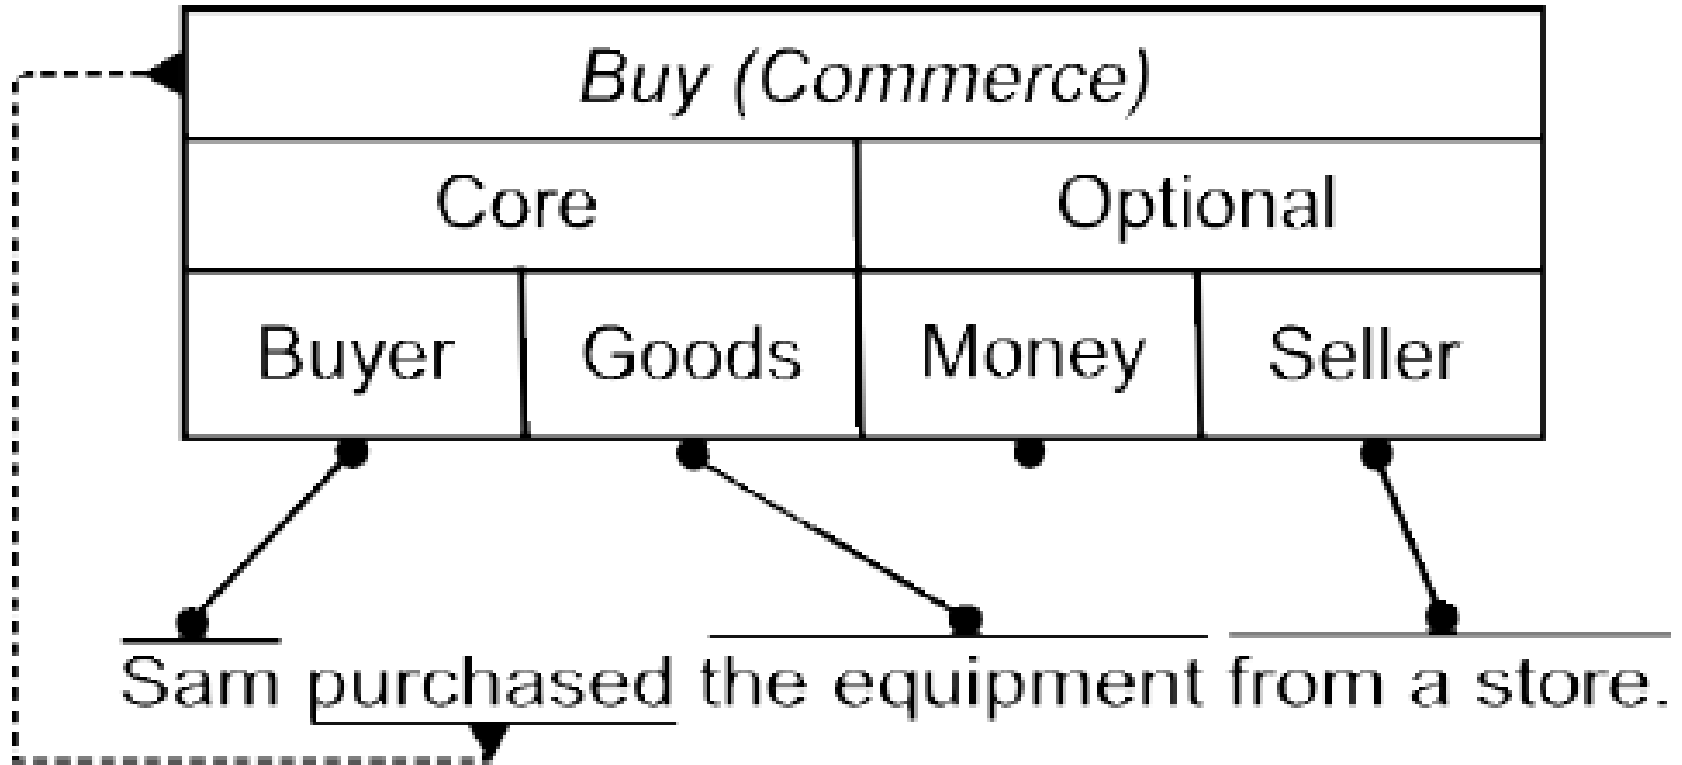 Buy (Commerce)
Core Optional
Buyer Goods Money Seller
Sam purchased the equipment from a store.